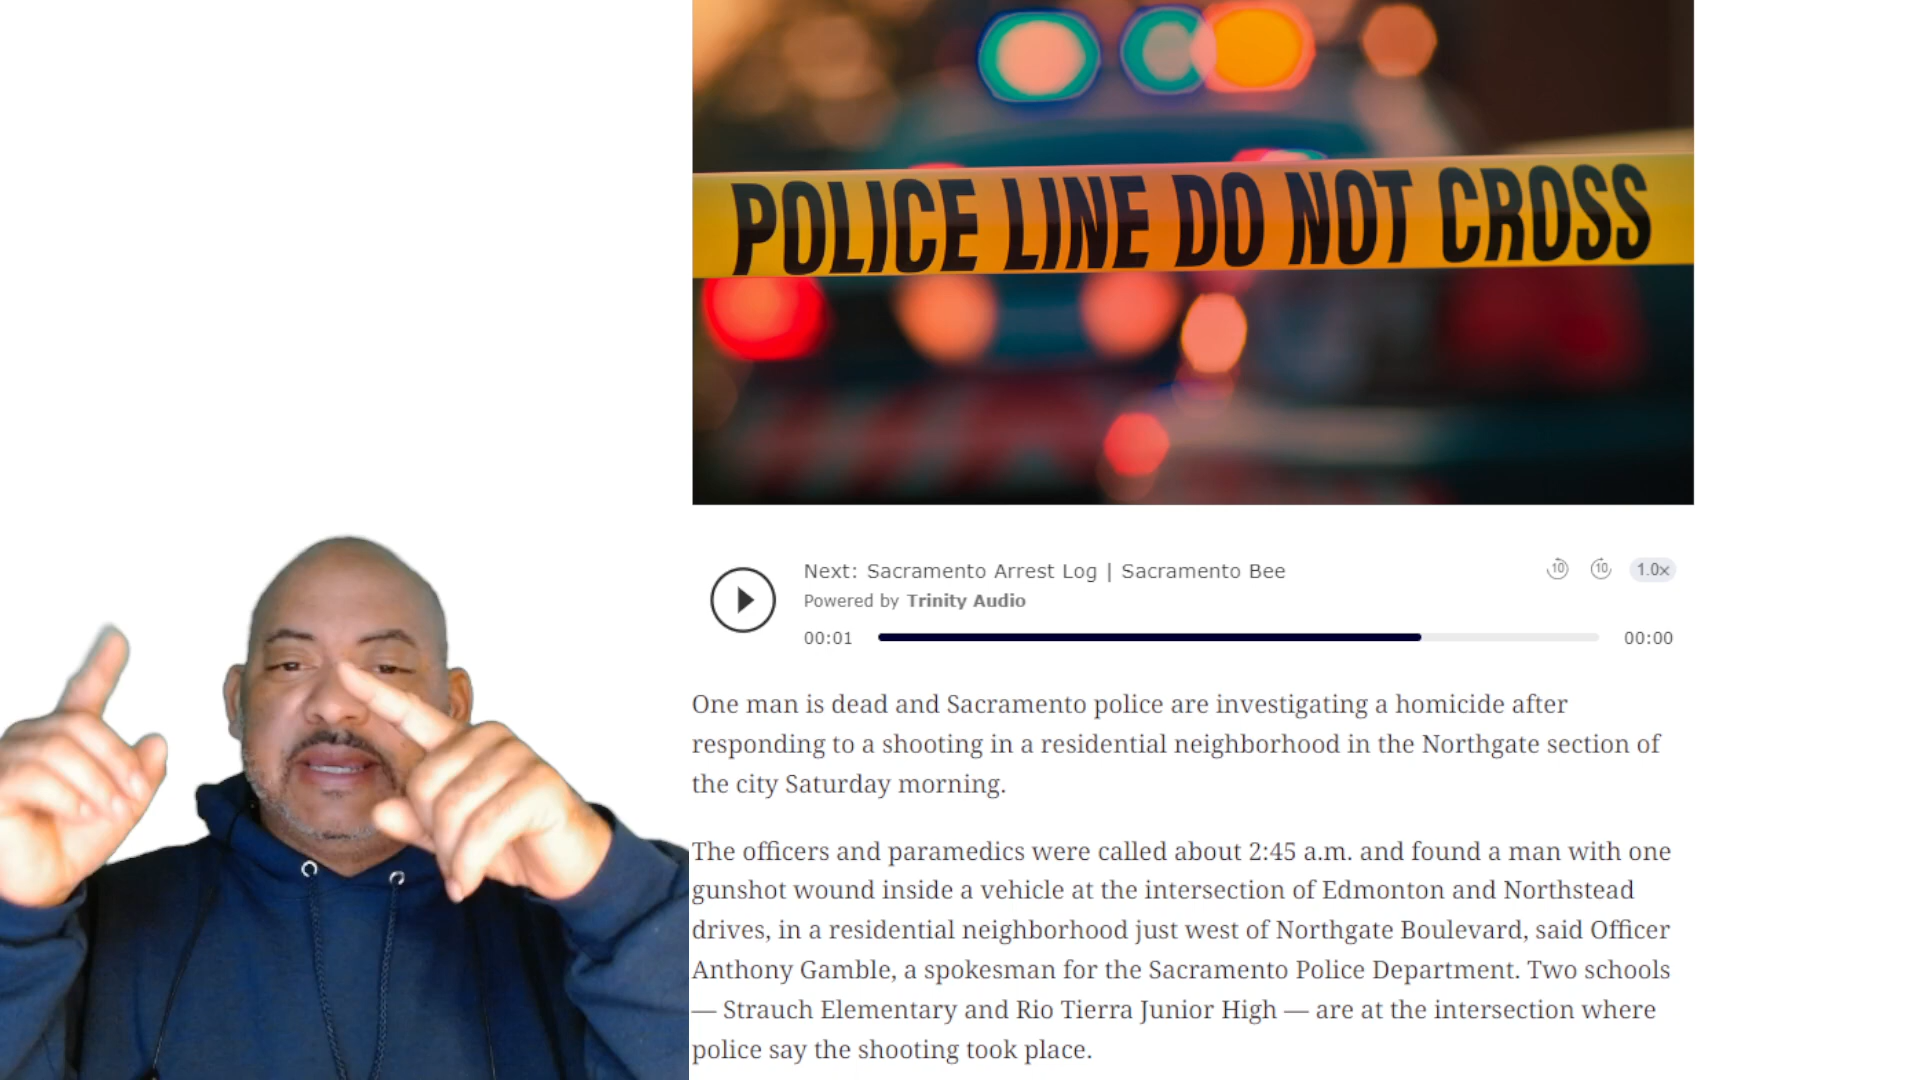 POLICE LINE DO NOT CROSS
Next: Sacramento Arrest Log | Sacramento Bee
10
10
1.0x
Powered by Trinity Audio
00:01
00:00
One man is dead and Sacramento police are investigating a homicide after
responding to a shooting in a residential neighborhood in the Northgate section of
the city Saturday morning.
The officers and paramedics were called about 2:45 a.m. and found a man with one
gunshot wound inside a vehicle at the intersection of Edmonton and Northstead
drives, in a residential neighborhood just west of Northgate Boulevard, said Officer
Anthony Gamble, a spokesman for the Sacramento Police Department. Two schools
— Strauch Elementary and Rio Tierra Junior High — are at the intersection where
police say the shooting took place.